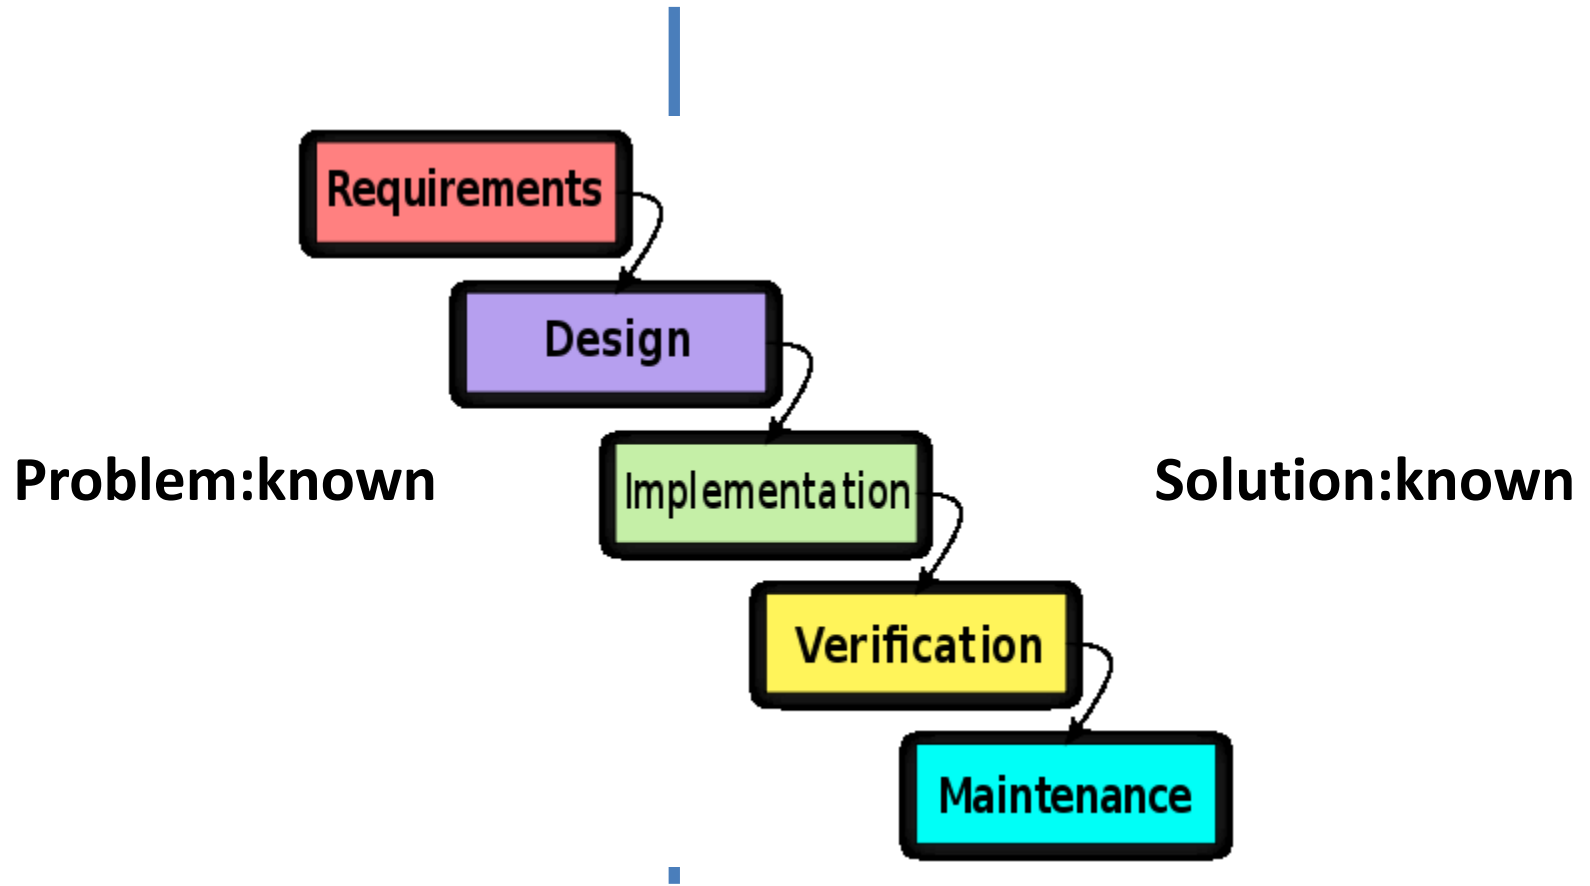 Requirements
Design
Problem:known
Implementation
Solution:known
Verification
Maintenance